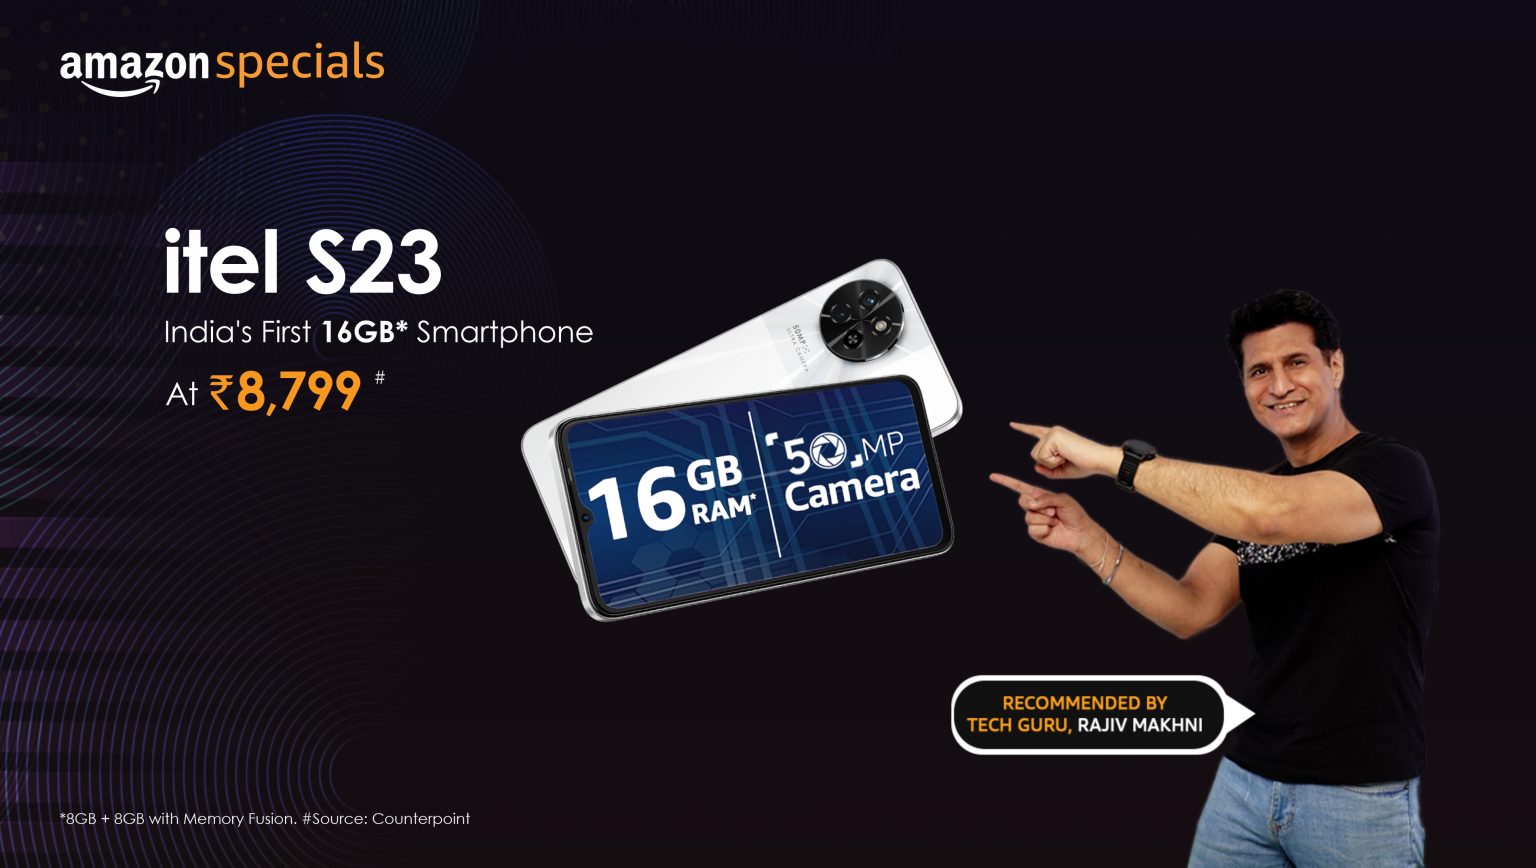 amazon specials
itel S23
India's First 16GB* Smartphone
At ₹8,799 #
50MP
ULTRA CAMERA
16 GB RAM*
50 MP
Camera
RECOMMENDED BY
TECH GURU, RAJIV MAKHNI
*8GB + 8GB with Memory Fusion. #Source: Counterpoint